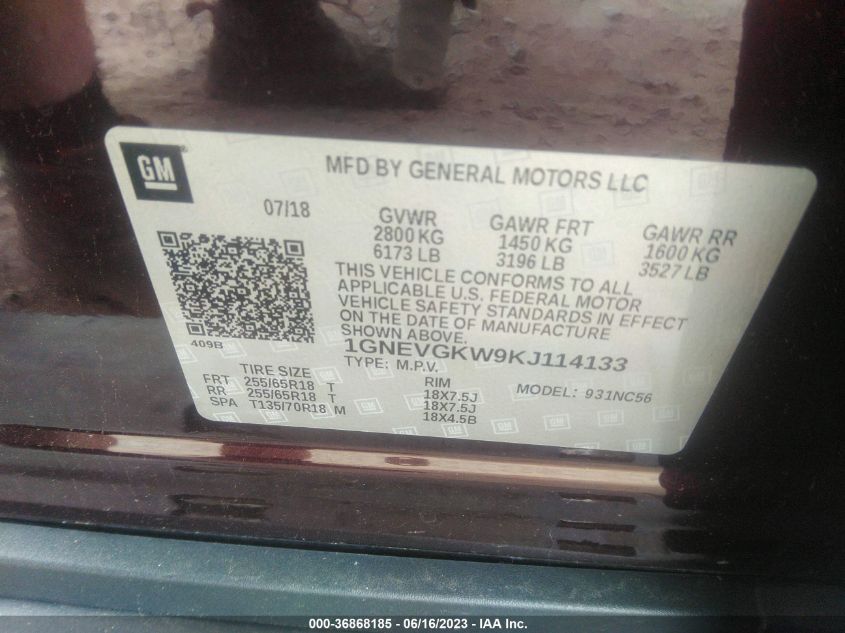 GM
MFD BY GENERAL MOTORS LLC
07/18
GVWR
2800 KG
6173 LB
GAWR FRT
1450 KG
3196 LB
GAWR RR
1600 KG
3527 LB
THIS VEHICLE CONFORMS TO ALL
APPLICABLE U.S. FEDERAL MOTOR
VEHICLE SAFETY STANDARDS IN EFFECT
ON THE DATE OF MANUFACTURE
SHOWN ABOVE.
409B
1GNEVGKW9KJ114133
TYPE: M.P.V.
MODEL: 931NC56
TIRE SIZE RIM
FRT 255/65R18 T 18X7.5J
RR 255/65R18 T 18X7.5J
SPA T135/70R18 M 18X4.5B
000-36868185 - 06/16/2023 - IAA Inc.